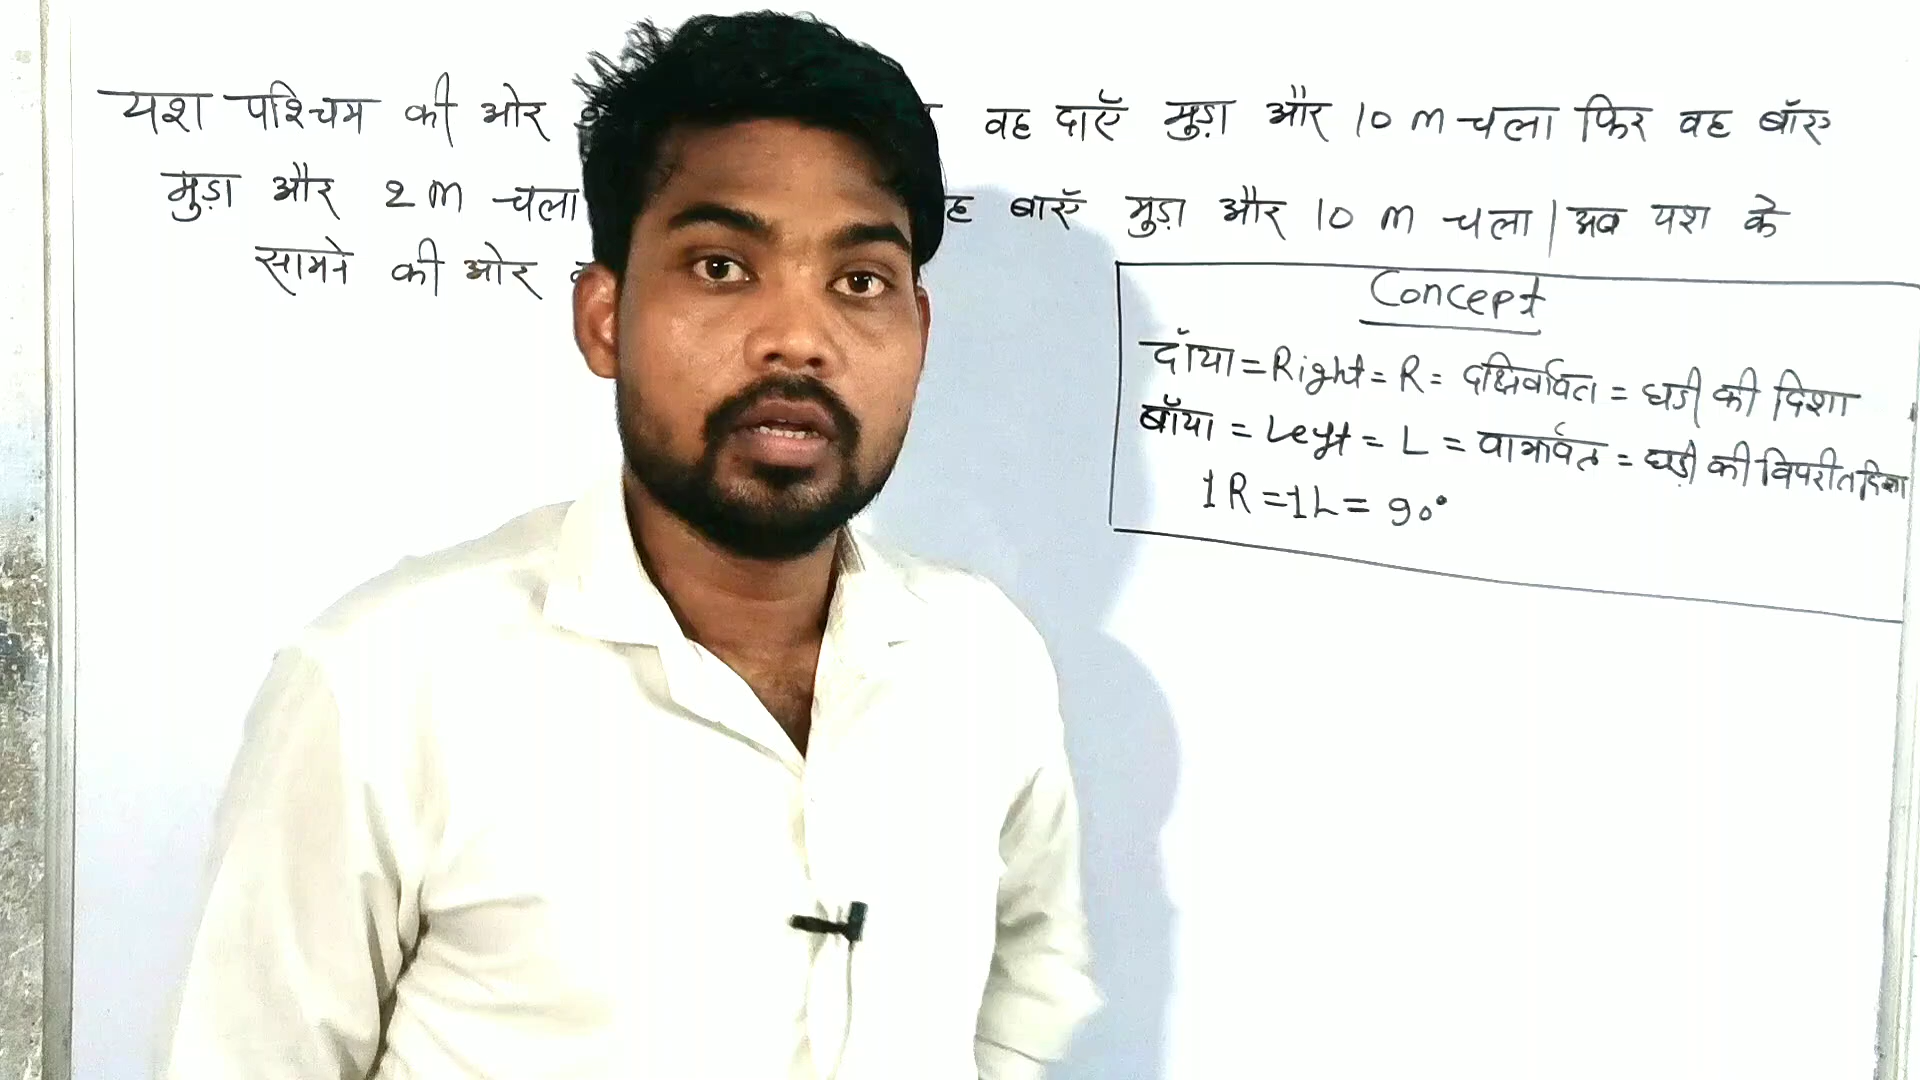 यश पश्चिम की ओर वह दाएँ मुड़ा और 10 m चला फिर वह बाँए
मुड़ा और 2 m चला बाएँ मुड़ा और 10 m चला | अब यश के
सामने की ओर
Concept
दाँया = Right = R = दक्षिणावर्वित = घड़ी की दिशा
बाँया = Left = L = वामावर्वत = घड़ी की विपरीत दिशा
1R = 1L = 90°